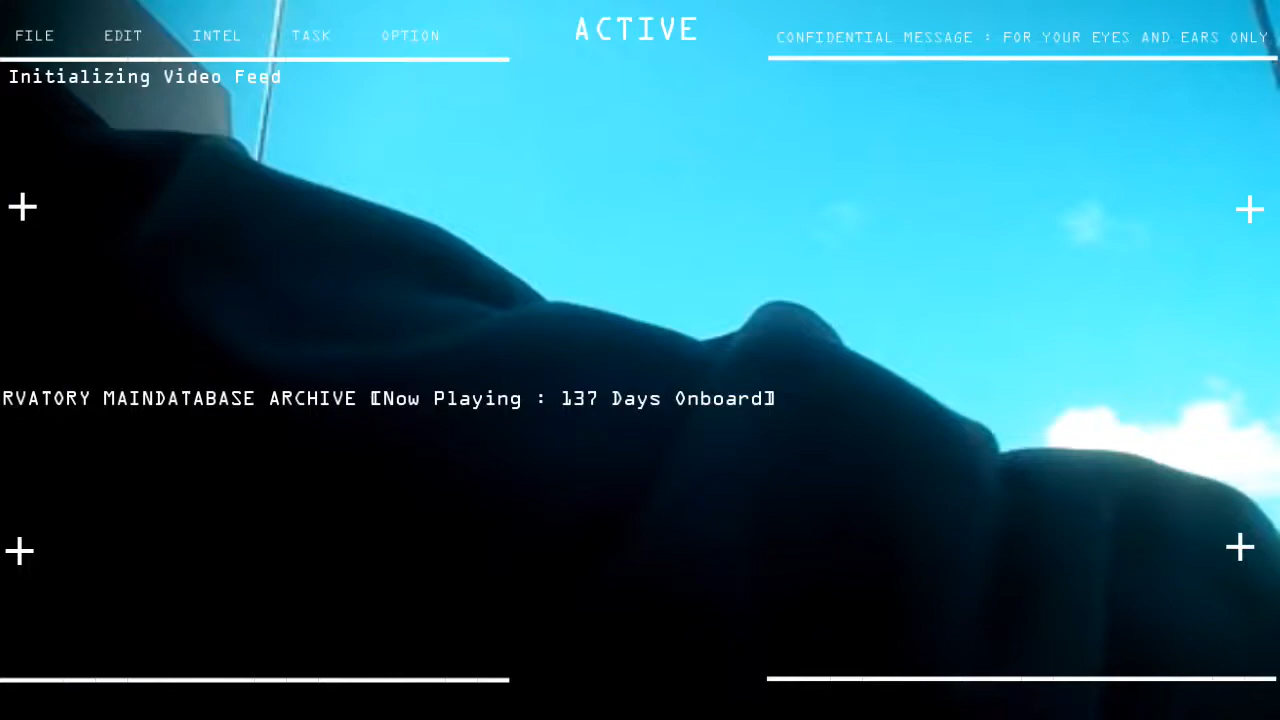 FILE EDIT INTEL TASK OPTION
ACTIVE
CONFIDENTIAL MESSAGE : FOR YOUR EYES AND EARS ONLY
Initializing Video Feed
RVATORY MAINDATABASE ARCHIVE [Now Playing : 137 Days Onboard]